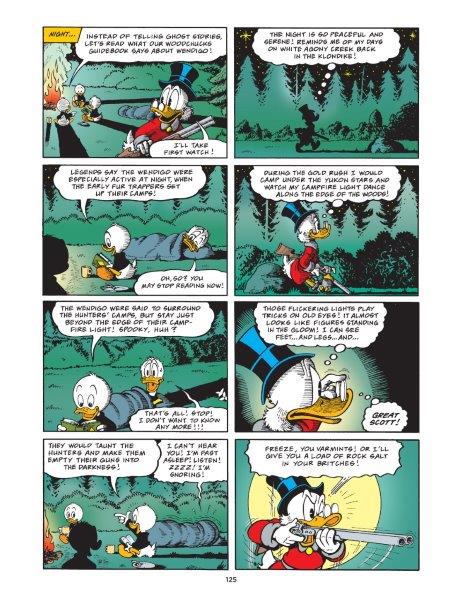 NIGHT...
INSTEAD OF TELLING GHOST STORIES,
LET'S READ WHAT OUR WOODCHUCKS
GUIDEBOOK SAYS ABOUT WENDIGO!
I'LL TAKE
FIRST WATCH!
THE NIGHT IS SO PEACEFUL AND
SERENE! REMINDS ME OF MY DAYS
ON WHITE AGONY CREEK BACK
IN THE KLONDIKE!
LEGENDS SAY THE WENDIGO WERE
ESPECIALLY ACTIVE AT NIGHT, WHEN
THE EARLY FUR TRAPPERS SET
UP THEIR CAMPS!
OH, SO? YOU
MAY STOP READING NOW!
DURING THE GOLD RUSH I WOULD
CAMP UNDER THE YUKON STARS AND
WATCH MY CAMPFIRE LIGHT DANCE
ALONG THE EDGE OF THE WOODS!
THE WENDIGO WERE SAID TO SURROUND
THE HUNTERS' CAMPS, BUT STAY JUST
BEYOND THE EDGE OF THEIR CAMP-
FIRE LIGHT! SPOOKY, HUH?
THAT'S ALL! STOP!
I DON'T WANT TO KNOW
ANY MORE!!!
THOSE FLICKERING LIGHTS PLAY
TRICKS ON OLD EYES! IT ALMOST
LOOKS LIKE FIGURES STANDING
IN THE GLOOM! I CAN SEE
FEET...AND LEGS...AND...
GREAT
SCOTT!
THEY WOULD TAUNT THE
HUNTERS AND MAKE THEM
EMPTY THEIR GUNS INTO
THE DARKNESS!
I CAN'T HEAR
YOU! I'M FAST
ASLEEP! LISTEN!
ZZZZ! I'M
SNORING!
FREEZE, YOU VARMINTS! OR I'LL
GIVE YOU A LOAD OF ROCK SALT
IN YOUR BRITCHES!
125